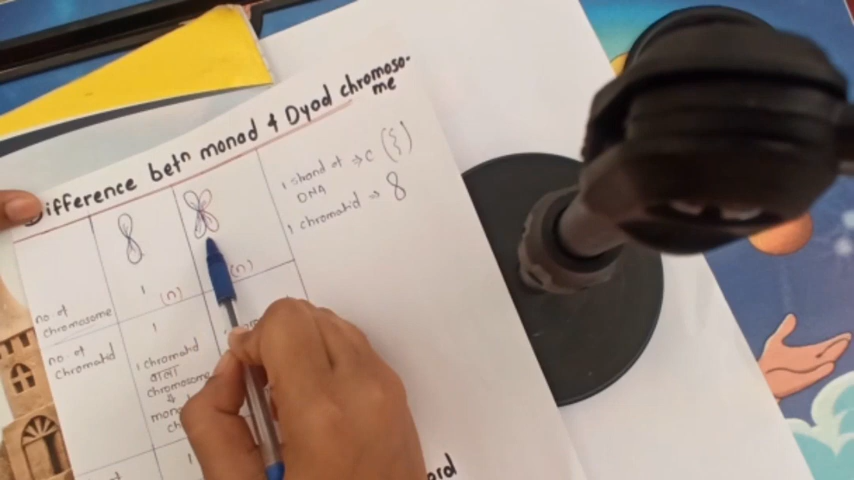 Difference betn monad & Dyad chromoso-
me
1 strand of → C ( )
DNA
1 chromatid → 8
no of
chromosome
1 (n)
(n)
no of
chromatid
1
1 chromatid
वाला
chromosome
1